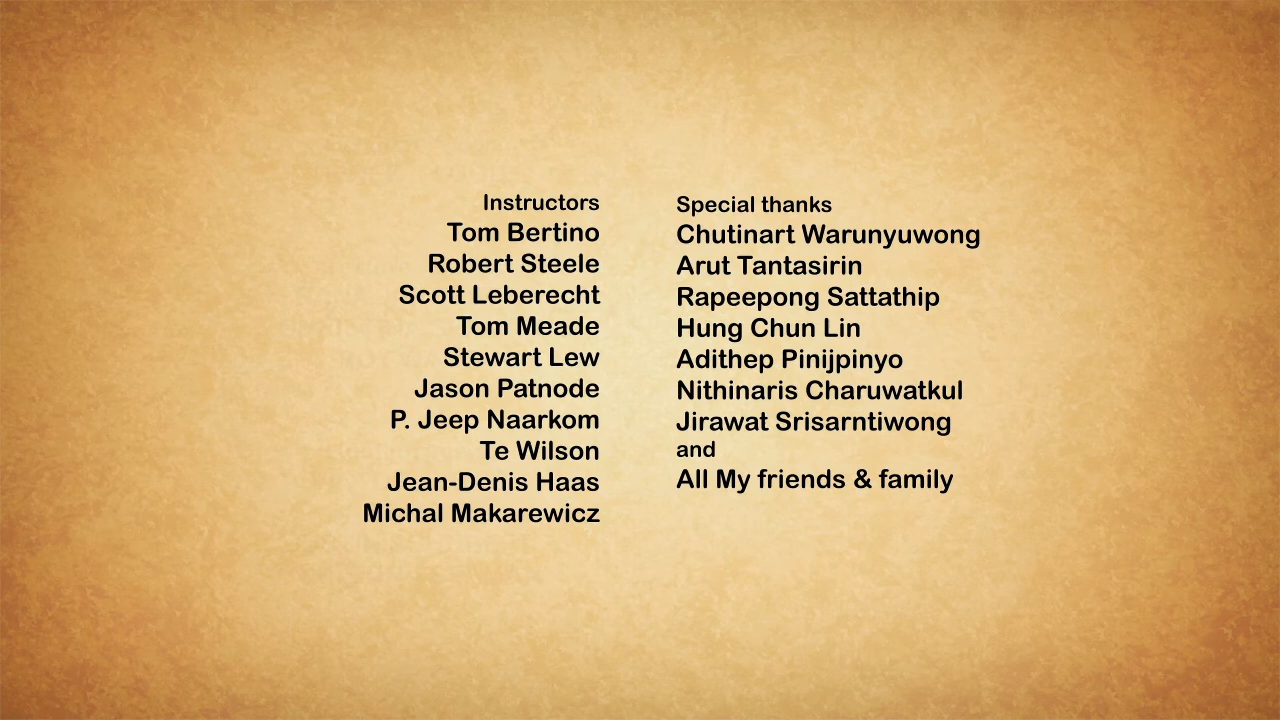 Instructors
Tom Bertino
Robert Steele
Scott Leberecht
Tom Meade
Stewart Lew
Jason Patnode
P. Jeep Naarkom
Te Wilson
Jean-Denis Haas
Michal Makarewicz
Special thanks
Chutinart Warunyuwong
Arut Tantasirin
Rapeepong Sattathip
Hung Chun Lin
Adithep Pinijpinyo
Nithinaris Charuwatkul
Jirawat Srisarntiwong
and
All My friends & family